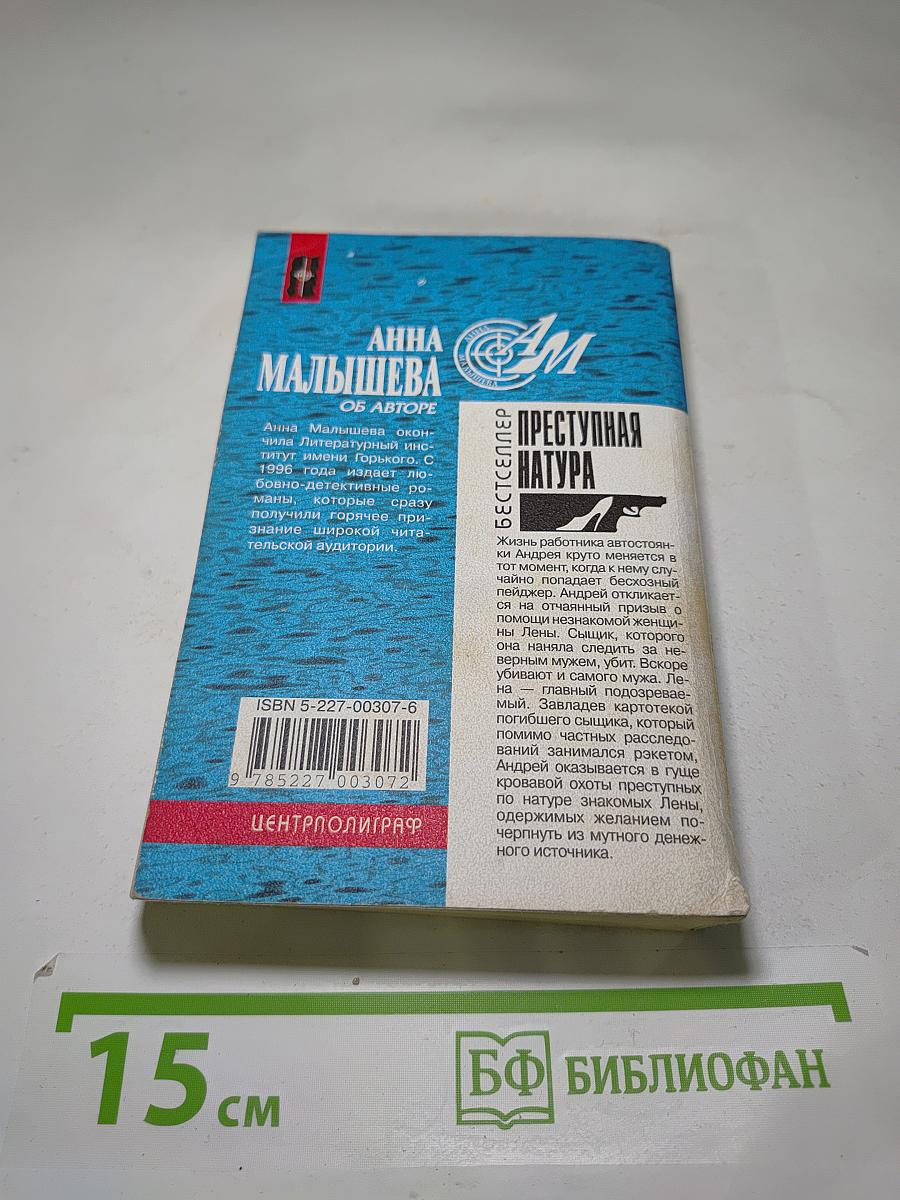 АННА
МАЛЫШЕВА
ОБ АВТОРЕ
Анна Малышева окон-
чила Литературный инс-
титут имени Горького. С
1996 года издает лю-
бовно-детективные ро-
маны, которые сразу
получили горячее при-
знание широкой чита-
тельской аудитории.
АННА
МАЛЫШЕВА
АМ
БЕСТСЕЛЛЕР
ПРЕСТУПНАЯ
НАТУРА
Жизнь работника автостоян-
ки Андрея круто меняется в
тот момент, когда к нему слу-
чайно попадает бесхозный
пейджер. Андрей откликает-
ся на отчаянный призыв о
помощи незнакомой женщи-
ны Лены. Сыщик, которого
она наняла следить за не-
верным мужем, убит. Вскоре
убивают и самого мужа. Ле-
на — главный подозревае-
мый. Завладев картотекой
погибшего сыщика, который
помимо частных расследо-
ваний занимался рэкетом,
Андрей оказывается в гуще
кровавой охоты преступных
по натуре знакомых Лены,
одержимых желанием по-
черпнуть из мутного денеж-
ного источника.
ISBN 5-227-00307-6
9 785227 003072
ЦЕНТРПОЛИГРАФ
15 см
БФ БИБЛИОФАН